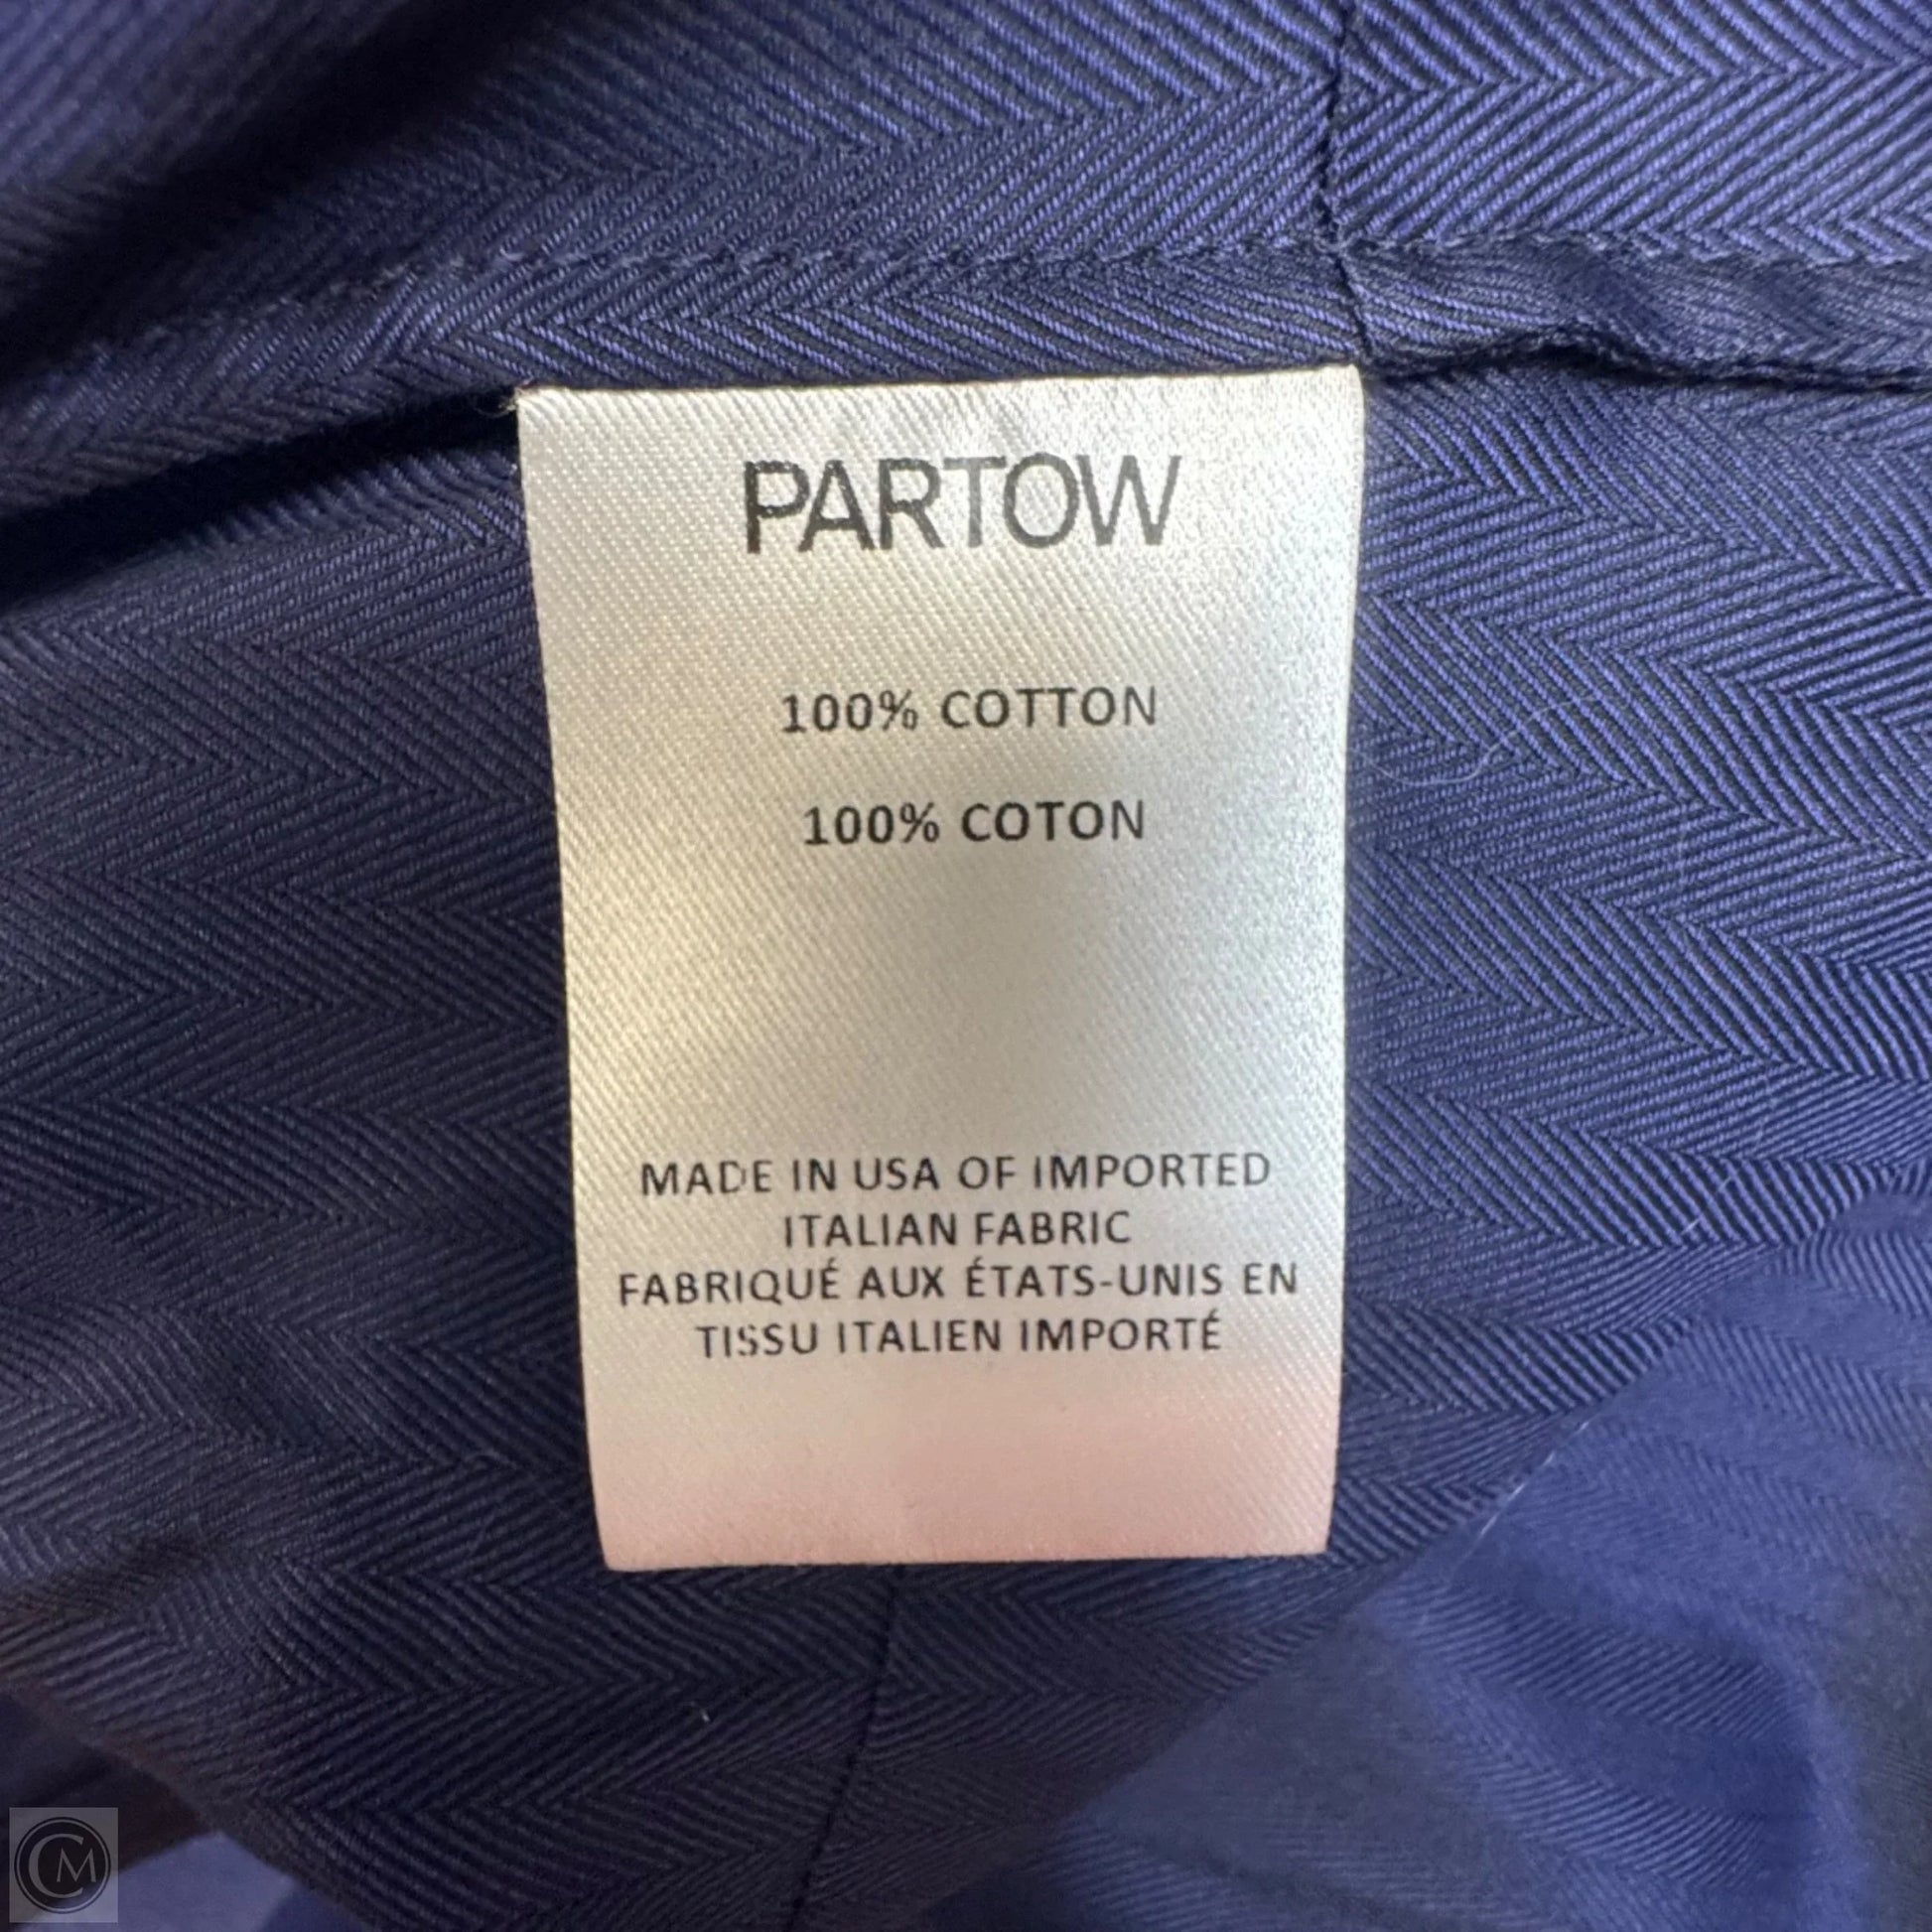 PARTOW
100% COTTON
100% COTON
MADE IN USA OF IMPORTED
ITALIAN FABRIC
FABRIQUÉ AUX ÉTATS-UNIS EN
TISSU ITALIEN IMPORTÉ
CM